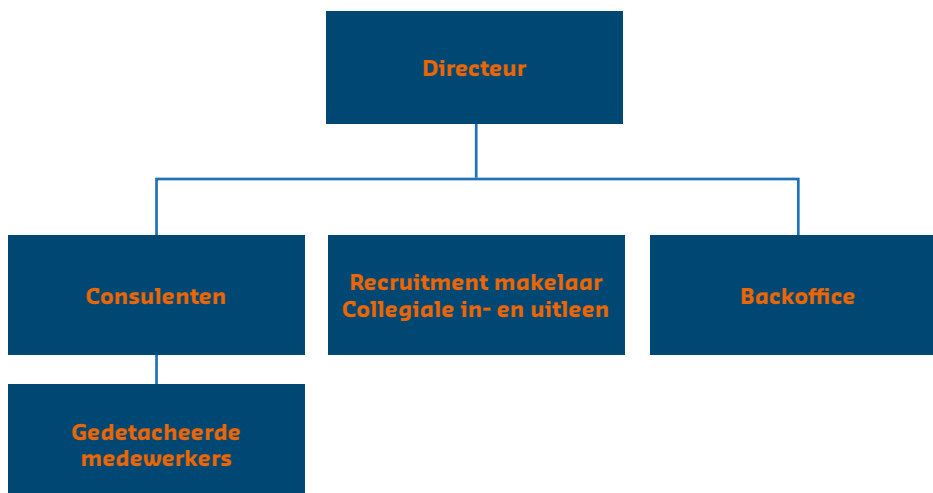 Directeur
Consulenten
Recruitment makelaar
Collegiale in- en uitleen
Backoffice
Gedetacheerde
medewerkers